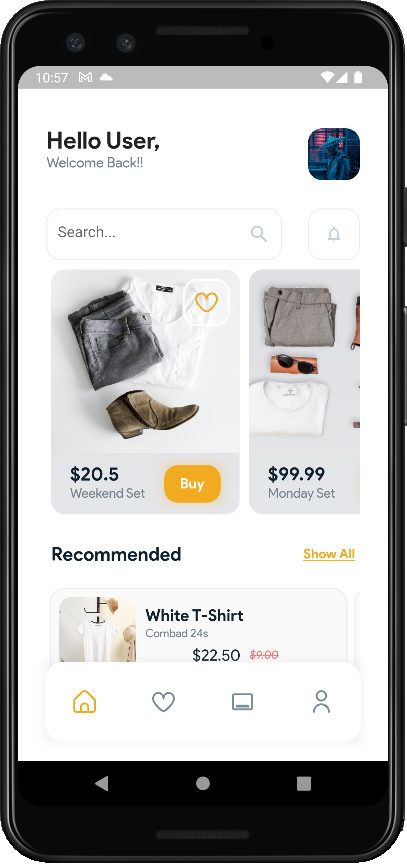 10:57
Hello User,
Welcome Back!!
Search...
$20.5
Weekend Set
Buy
$99.99
Monday Set
Recommended
Show All
White T-Shirt
Combad 24s
$22.50 $9.00